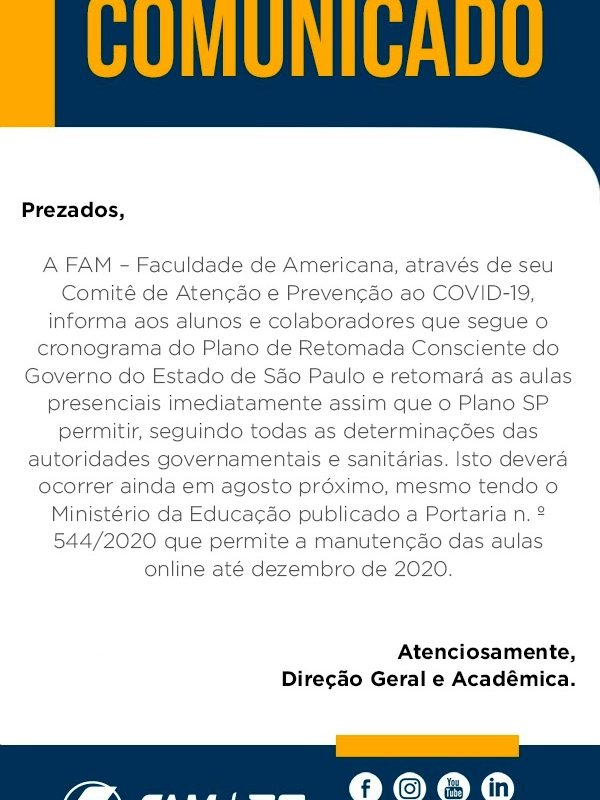 COMUNICADO
Prezados,
A FAM – Faculdade de Americana, através de seu
Comitê de Atenção e Prevenção ao COVID-19,
informa aos alunos e colaboradores que segue o
cronograma do Plano de Retomada Consciente do
Governo do Estado de São Paulo e retomará as aulas
presenciais imediatamente assim que o Plano SP
permitir, seguindo todas as determinações das
autoridades governamentais e sanitárias. Isto deverá
ocorrer ainda em agosto próximo, mesmo tendo o
Ministério da Educação publicado a Portaria n. º
544/2020 que permite a manutenção das aulas
online até dezembro de 2020.
Atenciosamente,
Direção Geral e Acadêmica.
You
Tube